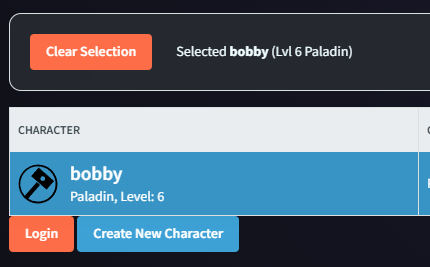 Clear Selection
Selected bobby (Lvl 6 Paladin)
CHARACTER
bobby
Paladin, Level: 6
Login
Create New Character